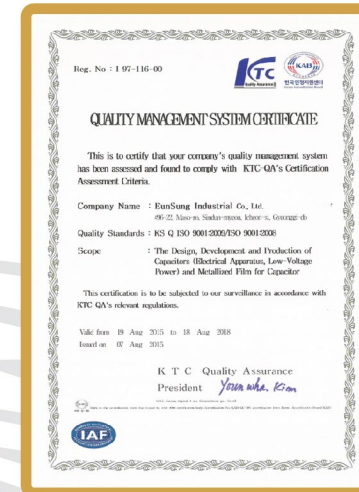 Reg. No : I 97-116-00
KTC
Quality Assurance
KAB
한국인정지원센터
QUALITY MANAGEMENT SYSTEM CERTIFICATE
This is to certify that your company's quality management system
has been assessed and found to comply with KTC-QA's Certification
Assessment Criteria.
Company Name : EunSung Industrial Co., Ltd.
Quality Standards : KS Q ISO 9001:2009/ISO 9001:2008
Scope : The Design, Development and Production of
Capacitors (Electrical Apparatus, Low-Voltage
Power) and Metallized Film for Capacitor
This certification is to be subjected to our surveillance in accordance with
KTC QA's relevant regulations.
Valid from 19 Aug 2015 to 18 Aug 2018
Issued on 07 Aug 2015
K T C Quality Assurance
President Younwha. Kim
IAF